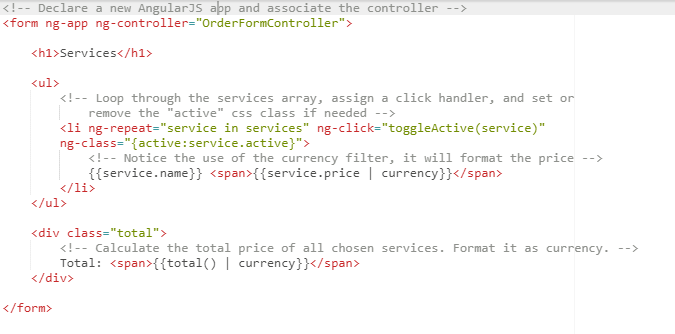 <!-- Declare a new AngularJS app and associate the controller -->
<form ng-app ng-controller="OrderFormController">
<h1>Services</h1>
<ul>
<!-- Loop through the services array, assign a click handler, and set or
remove the "active" css class if needed -->
<li ng-repeat="service in services" ng-click="toggleActive(service)"
ng-class="{active:service.active}">
<!-- Notice the use of the currency filter, it will format the price -->
{{service.name}} <span>{{service.price | currency}}</span>
</li>
</ul>
<div class="total">
<!-- Calculate the total price of all chosen services. Format it as currency. -->
Total: <span>{{total() | currency}}</span>
</div>
</form>